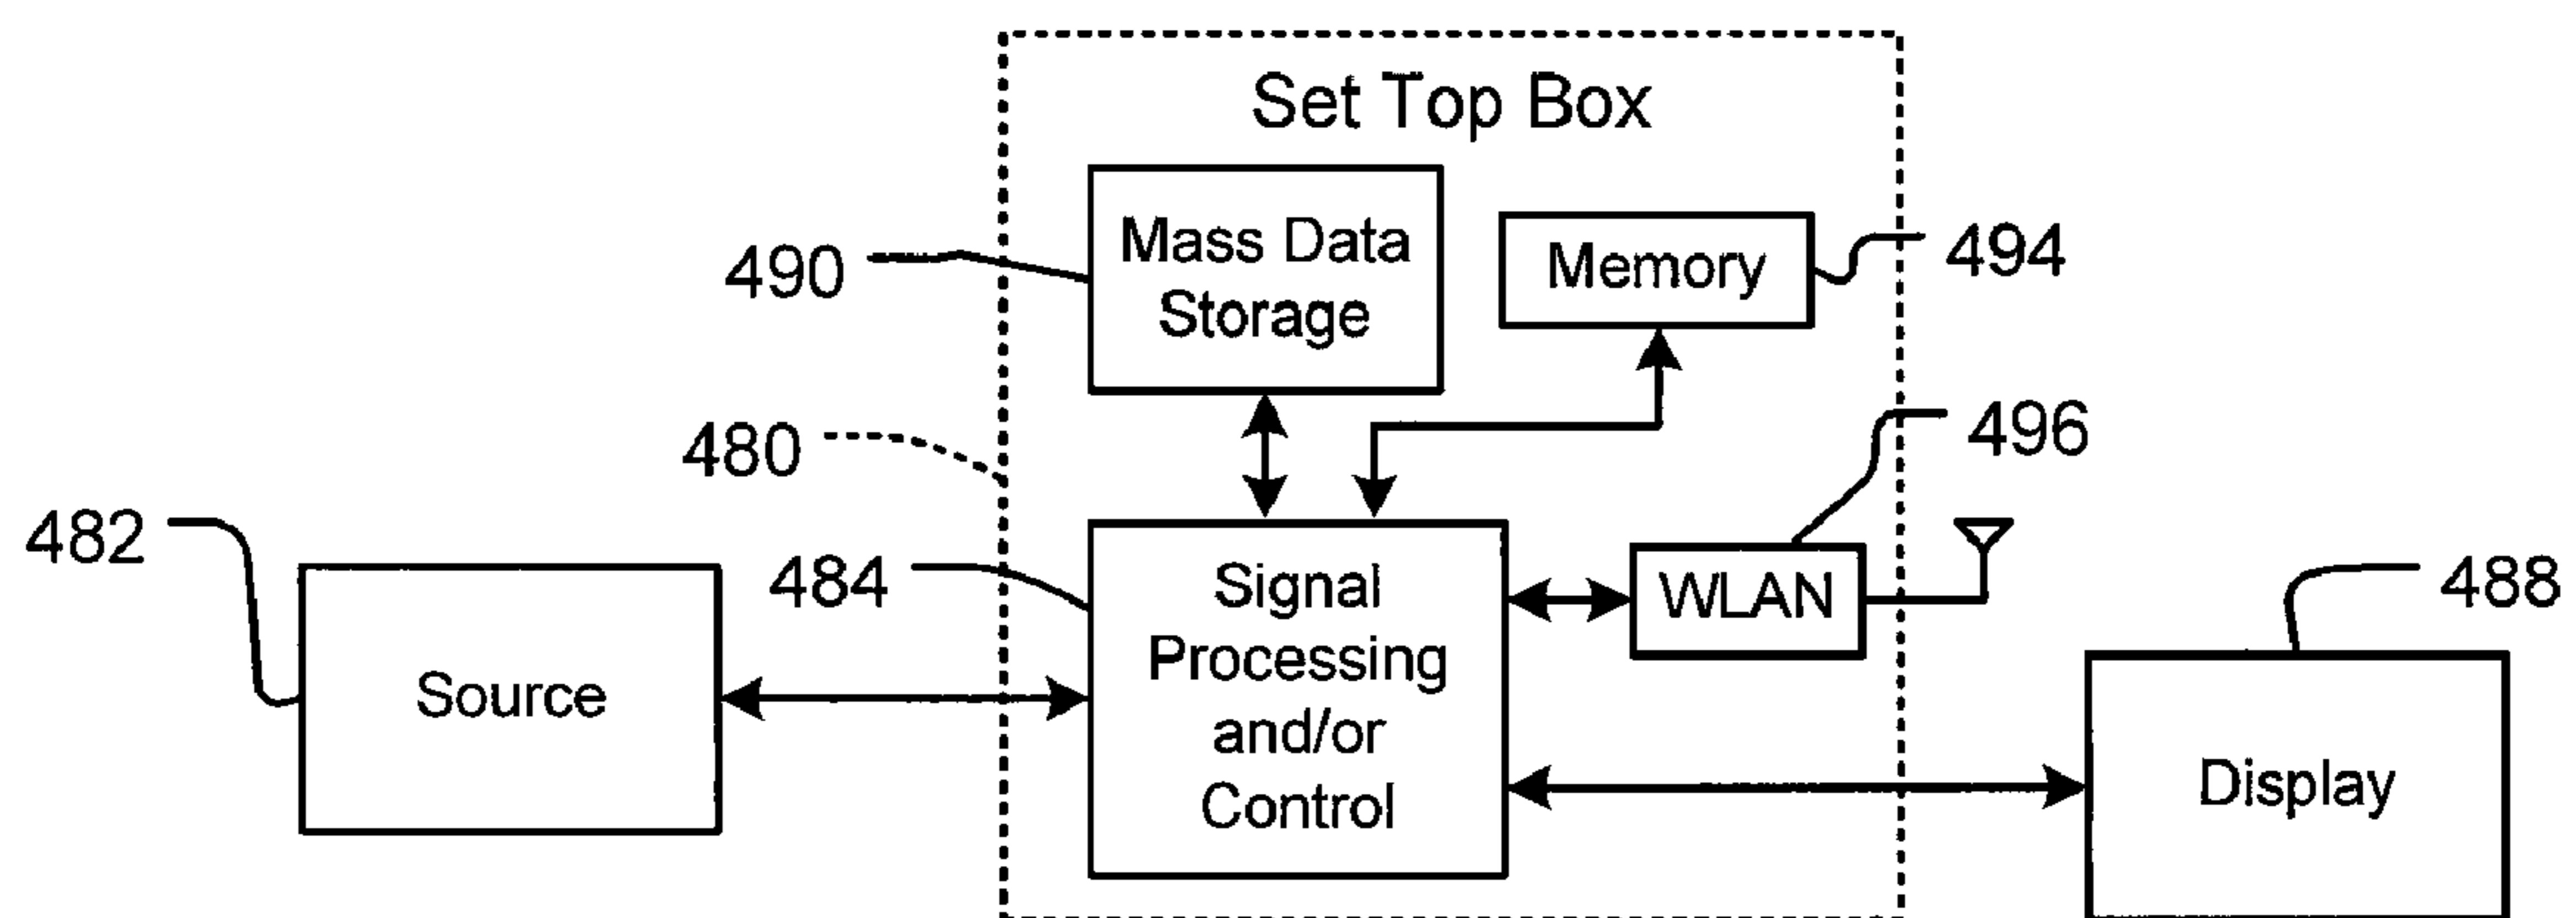 Set Top Box
490
Mass Data
Storage
Memory
494
480
496
482
484
Signal
Processing
and/or
Control
WLAN
488
Source
Display